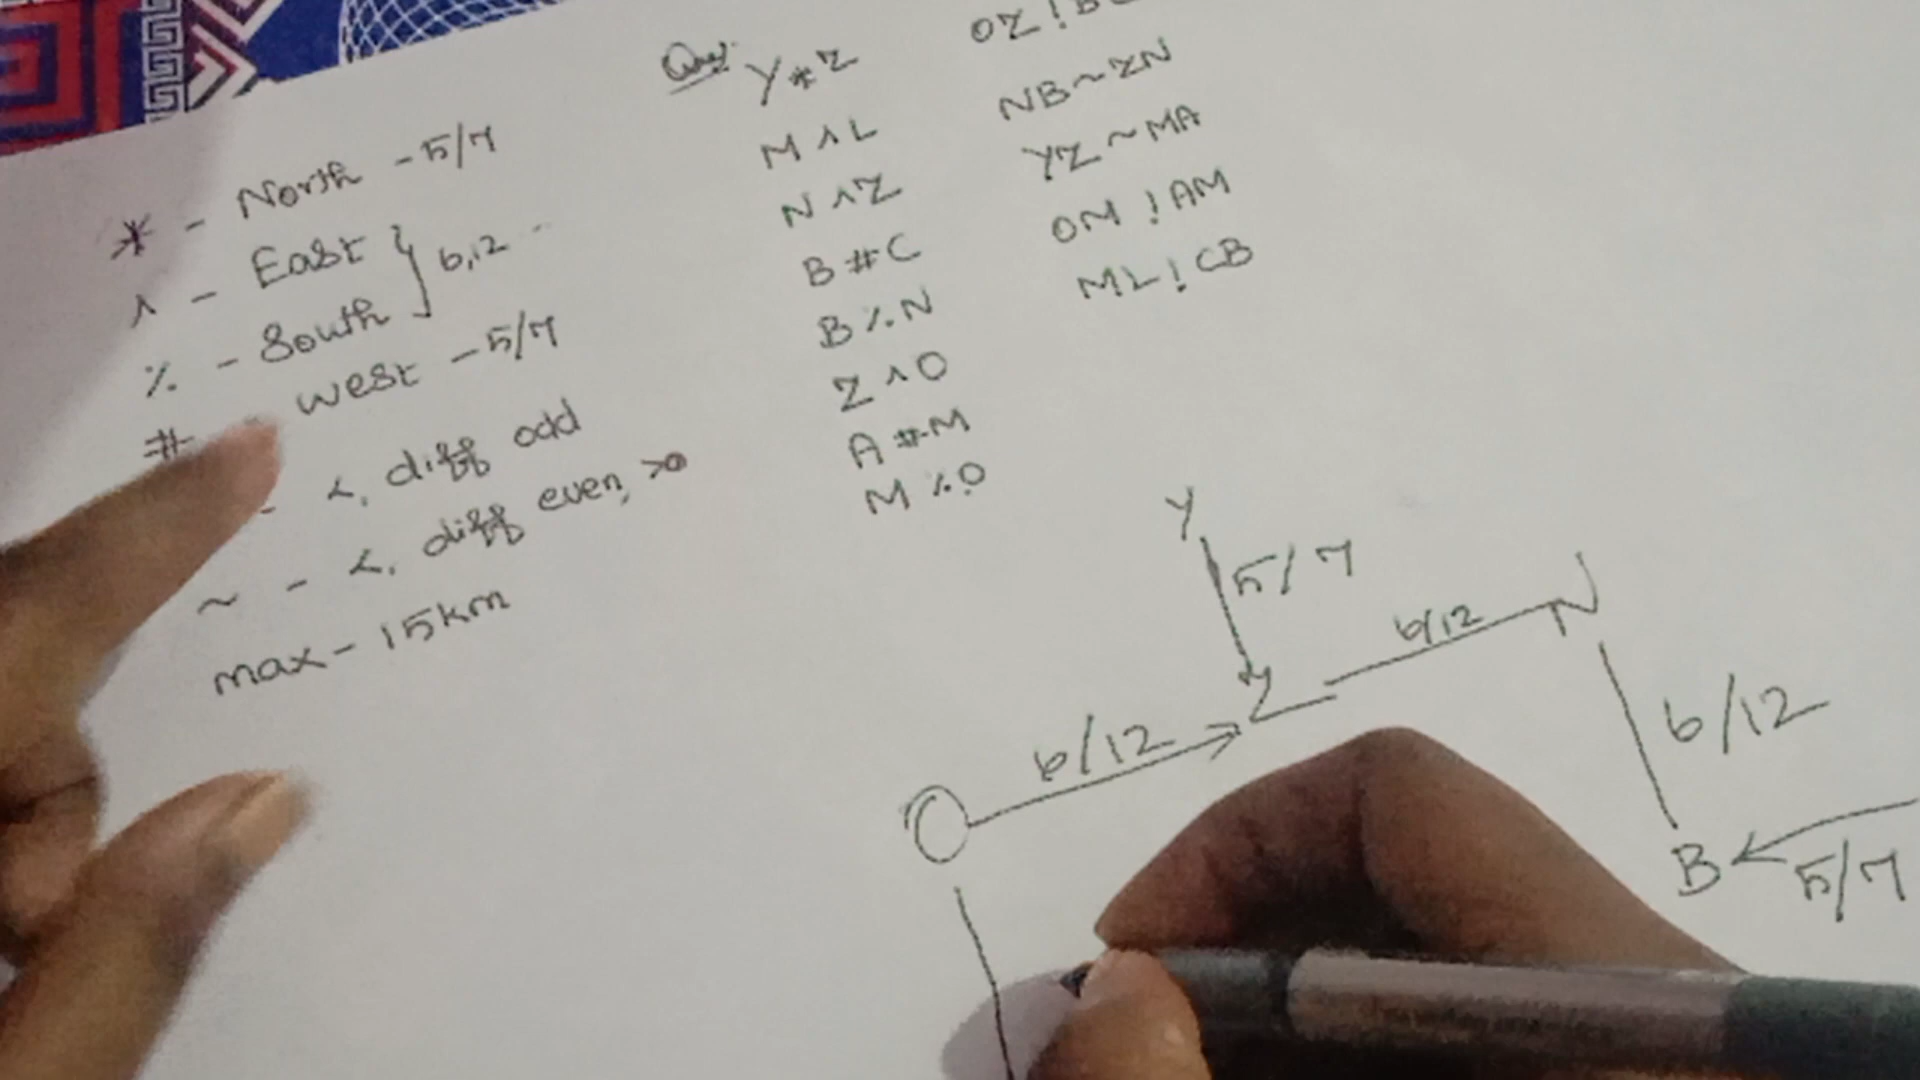 * - North - 5/7
∧ - East } 6,12
% - South
# west - 5/7
- <, diff odd
~ - <, diff even, >0
max - 15km
Que:
Y * Z
M ∧ L
N ∧ Z
B # C
B % N
Z ∧ O
A # M
M % O
OZ ! B
NB ~ ZN
YZ ~ MA
OM ! AM
ML ! CB
Y
5/7
Z
6/12
N
6/12
O
6/12
B
5/7